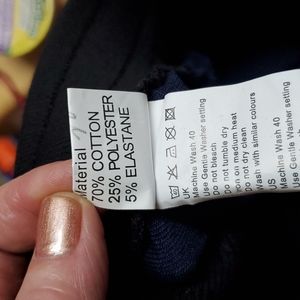 Material
70% COTTON
25% POLYESTER
5% ELASTANE
UK
Machine Wash 40
Use Gentle Washer setting
Do not bleach
Do not tumble dry
Iron on medium heat
Do not dry clean
Wash with similar colours
US
Machine Wash 40
Use Gentle Washer setting